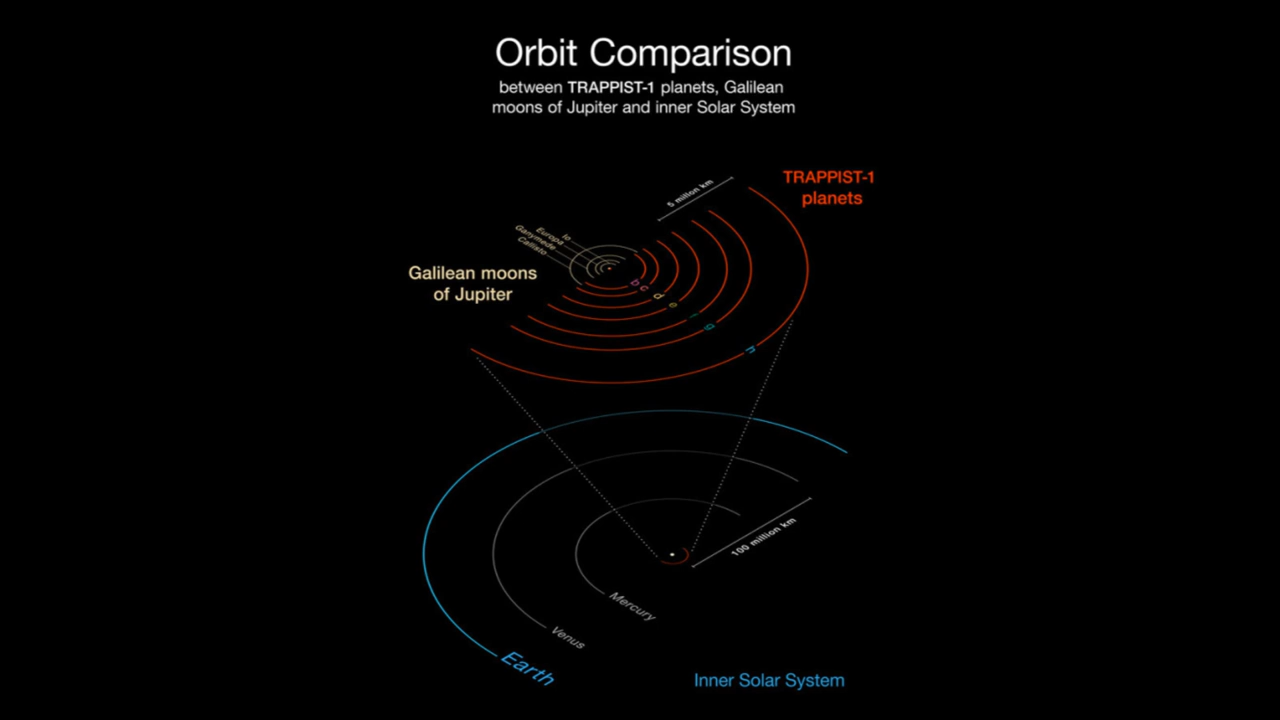 Orbit Comparison
between TRAPPIST-1 planets, Galilean
moons of Jupiter and inner Solar System
TRAPPIST-1
planets
5 millon km
Io
Europa
Ganymede
Callisto
Galilean moons
of Jupiter
b
c
d
e
f
g
h
100 million km
Mercury
Venus
Earth
Inner Solar System